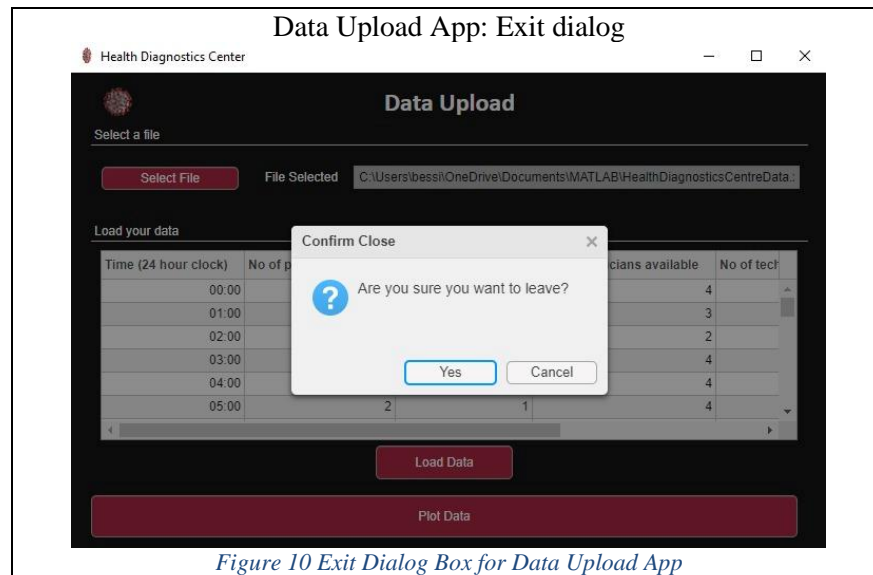 Data Upload App: Exit dialog
Health Diagnostics Center
Data Upload
Select a file
Select File File Selected C:\Users\bessi\OneDrive\Documents\MATLAB\HealthDiagnosticsCentreData.
Load your data
Confirm Close
Time (24 hour clock) No of p cians available No of tech
Are you sure you want to leave?
00:00 4
01:00 3
02:00 2
03:00 4
Yes Cancel
04:00 4
05:00 2 1 4
Load Data
Plot Data
Figure 10 Exit Dialog Box for Data Upload App